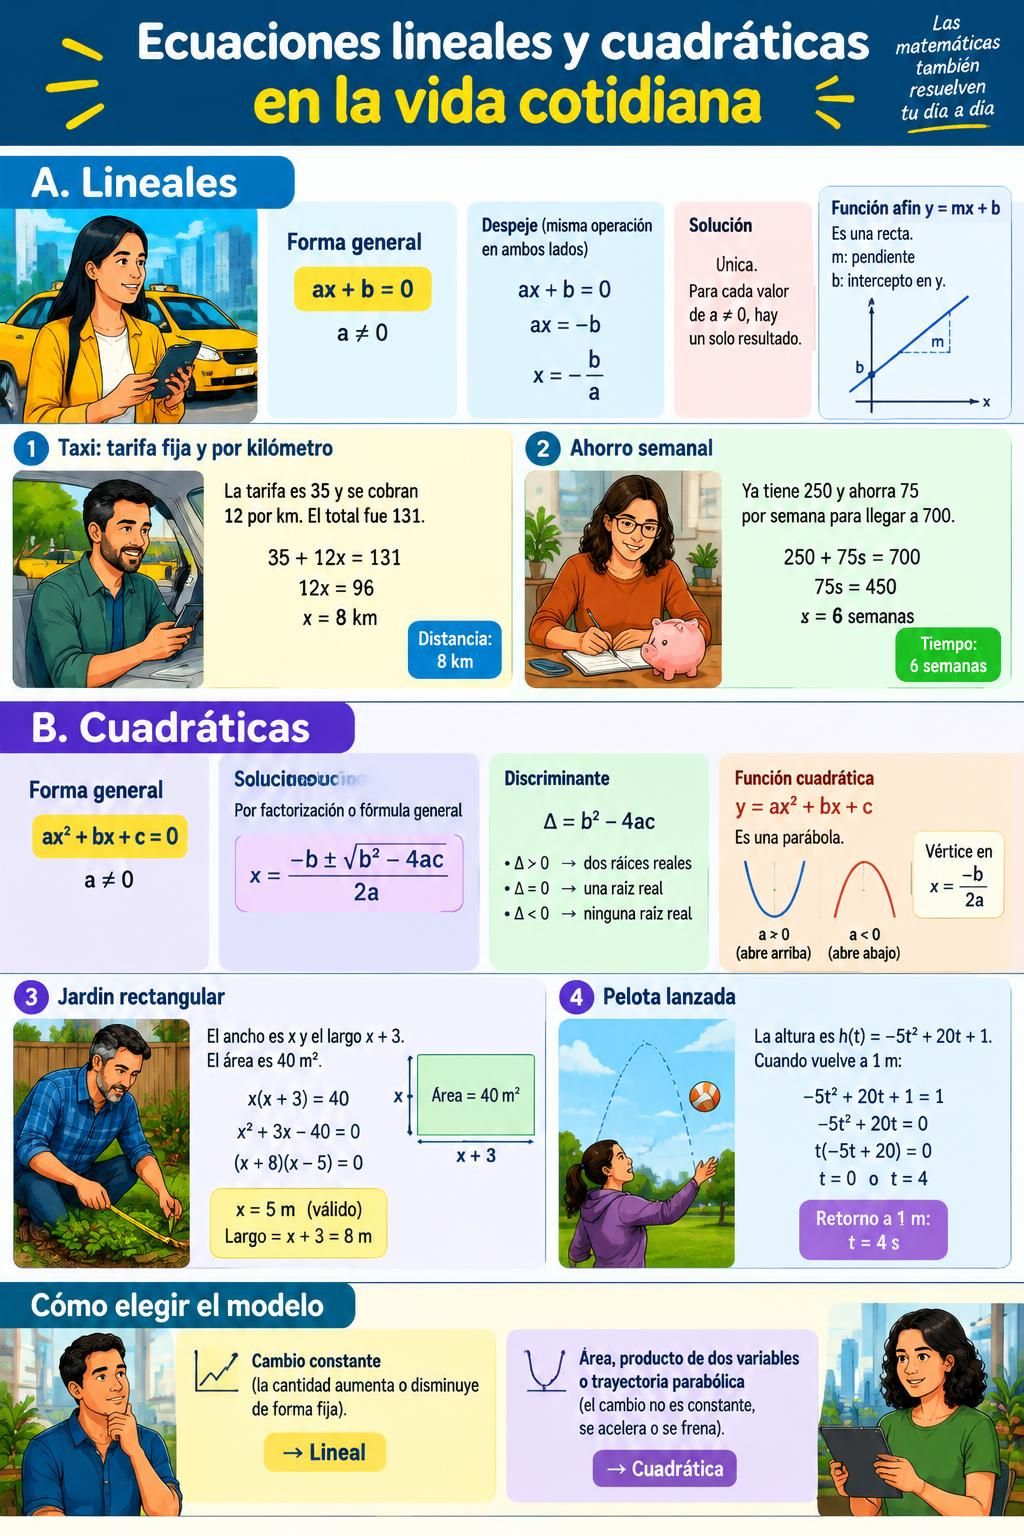 Ecuaciones lineales y cuadráticas
en la vida cotidiana
Las
matemáticas
también
resuelven
tu dia a dia
A. Lineales
Forma general
ax + b = 0
a ≠ 0
Despeje (misma operación
en ambos lados)
ax + b = 0
ax = −b
x = − b
a
Solución
Unica.
Para cada valor
de a ≠ 0, hay
un solo resultado.
Función afin y = mx + b
Es una recta.
m: pendiente
b: intercepto en y.
m
b
x
1 Taxi: tarifa fija y por kilómetro
La tarifa es 35 y se cobran
12 por km. El total fue 131.
35 + 12x = 131
12x = 96
x = 8 km
Distancia:
8 km
2 Ahorro semanal
Ya tiene 250 y ahorra 75
por semana para llegar a 700.
250 + 75s = 700
75s = 450
= 6 semanas
Tiempo:
6 semanas
B. Cuadráticas
Forma general
ax² + bx + c = 0
a ≠ 0
Por factorización o fórmula general
x = −b ± √b² − 4ac
2a
Discriminante
Δ = b² − 4ac
• Δ > 0 → dos ráices reales
• Δ = 0 → una raiz real
• Δ < 0 → ninguna raiz real
Función cuadrática
y = ax² + bx + c
Es una parábola.
a > 0
(abre arriba)
a < 0
(abre abajo)
Vértice en
x = −b
2a
3 Jardin rectangular
El ancho es x y el largo x + 3.
El área es 40 m².
x(x + 3) = 40
x² + 3x − 40 = 0
(x + 8)(x − 5) = 0
x = 5 m (válido)
Largo = x + 3 = 8 m
x
Área = 40 m²
x + 3
4 Pelota lanzada
La altura es h(t) = −5t² + 20t + 1.
Cuando vuelve a 1 m:
−5t² + 20t + 1 = 1
−5t² + 20t = 0
t(−5t + 20) = 0
t = 0 o t = 4
Retorno a 1 m:
t = 4 s
Cómo elegir el modelo
Cambio constante
(la cantidad aumenta o disminuye
de forma fija).
→ Lineal
Área, producto de dos variables
o trayectoria parabólica
(el cambio no es constante,
se acelera o se frena).
→ Cuadrática